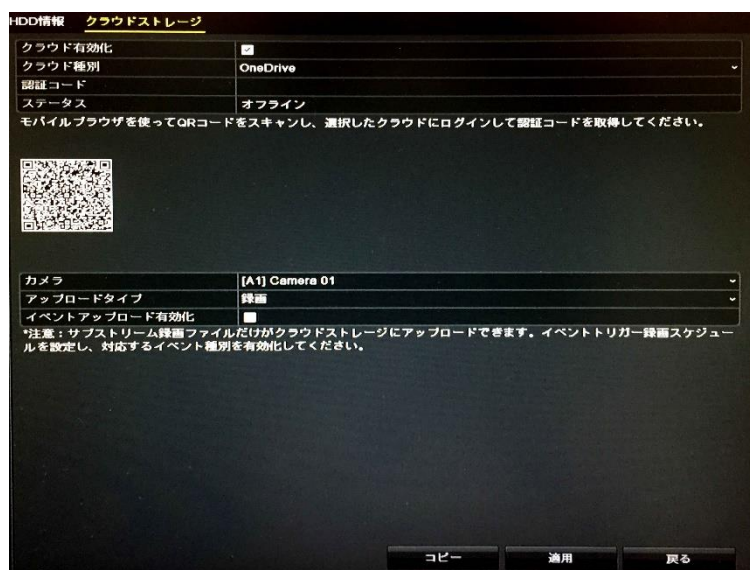 HDD情報 クラウドストレージ
クラウド有効化
クラウド種別 OneDrive
認証コード
ステータス オフライン
モバイルブラウザを使ってQRコードをスキャンし、選択したクラウドにログインして認証コードを取得してください。
カメラ [A1] Camera 01
アップロードタイプ 録画
イベントアップロード有効化
*注意：サブストリーム録画ファイルだけがクラウドストレージにアップロードできます。イベントトリガー録画スケジュー
ルを設定し、対応するイベント種別を有効化してください。
コピー 適用 戻る